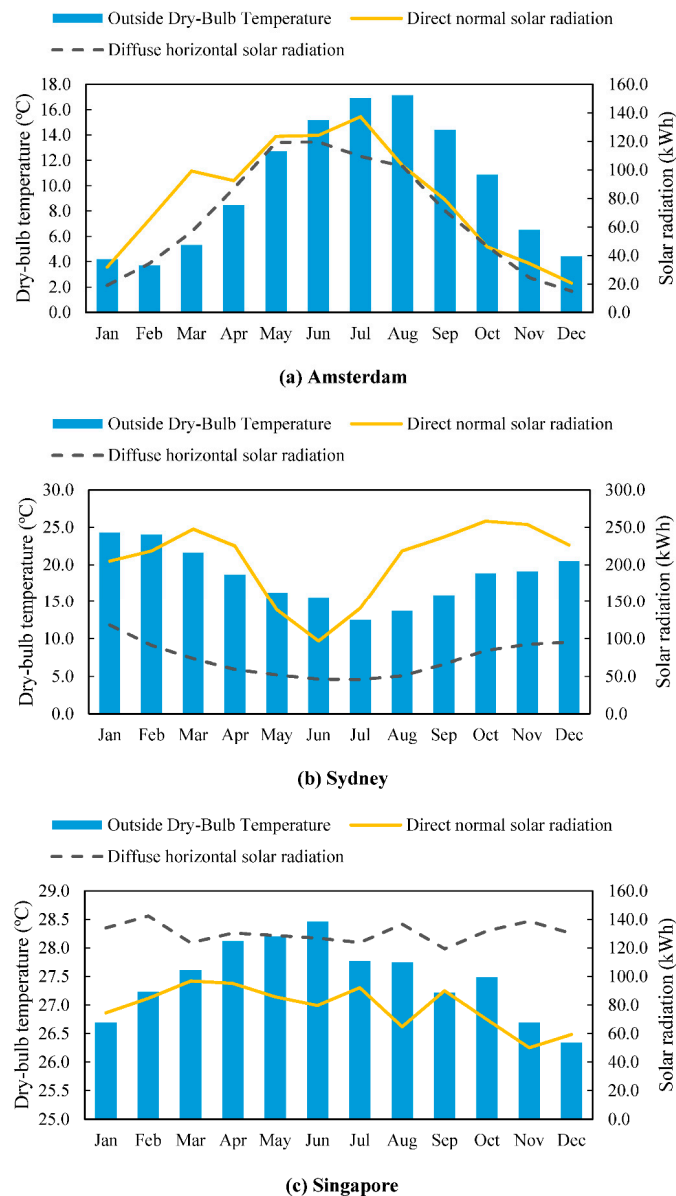 Outside Dry-Bulb Temperature
Direct normal solar radiation
Diffuse horizontal solar radiation
Dry-bulb temperature (ºC)
18.0
16.0
14.0
12.0
10.0
8.0
6.0
4.0
2.0
0.0
160.0
140.0
120.0
100.0
80.0
60.0
40.0
20.0
0.0
Solar radiation (kWh)
Jan Feb Mar Apr May Jun Jul Aug Sep Oct Nov Dec
(a) Amsterdam
Outside Dry-Bulb Temperature
Direct normal solar radiation
Diffuse horizontal solar radiation
Dry-bulb temperature (ºC)
30.0
25.0
20.0
15.0
10.0
5.0
0.0
300.0
250.0
200.0
150.0
100.0
50.0
0.0
Solar radiation (kWh)
Jan Feb Mar Apr May Jun Jul Aug Sep Oct Nov Dec
(b) Sydney
Outside Dry-Bulb Temperature
Direct normal solar radiation
Diffuse horizontal solar radiation
Dry-bulb temperature (ºC)
29.0
28.5
28.0
27.5
27.0
26.5
26.0
25.5
25.0
160.0
140.0
120.0
100.0
80.0
60.0
40.0
20.0
0.0
Solar radiation (kWh)
Jan Feb Mar Apr May Jun Jul Aug Sep Oct Nov Dec
(c) Singapore